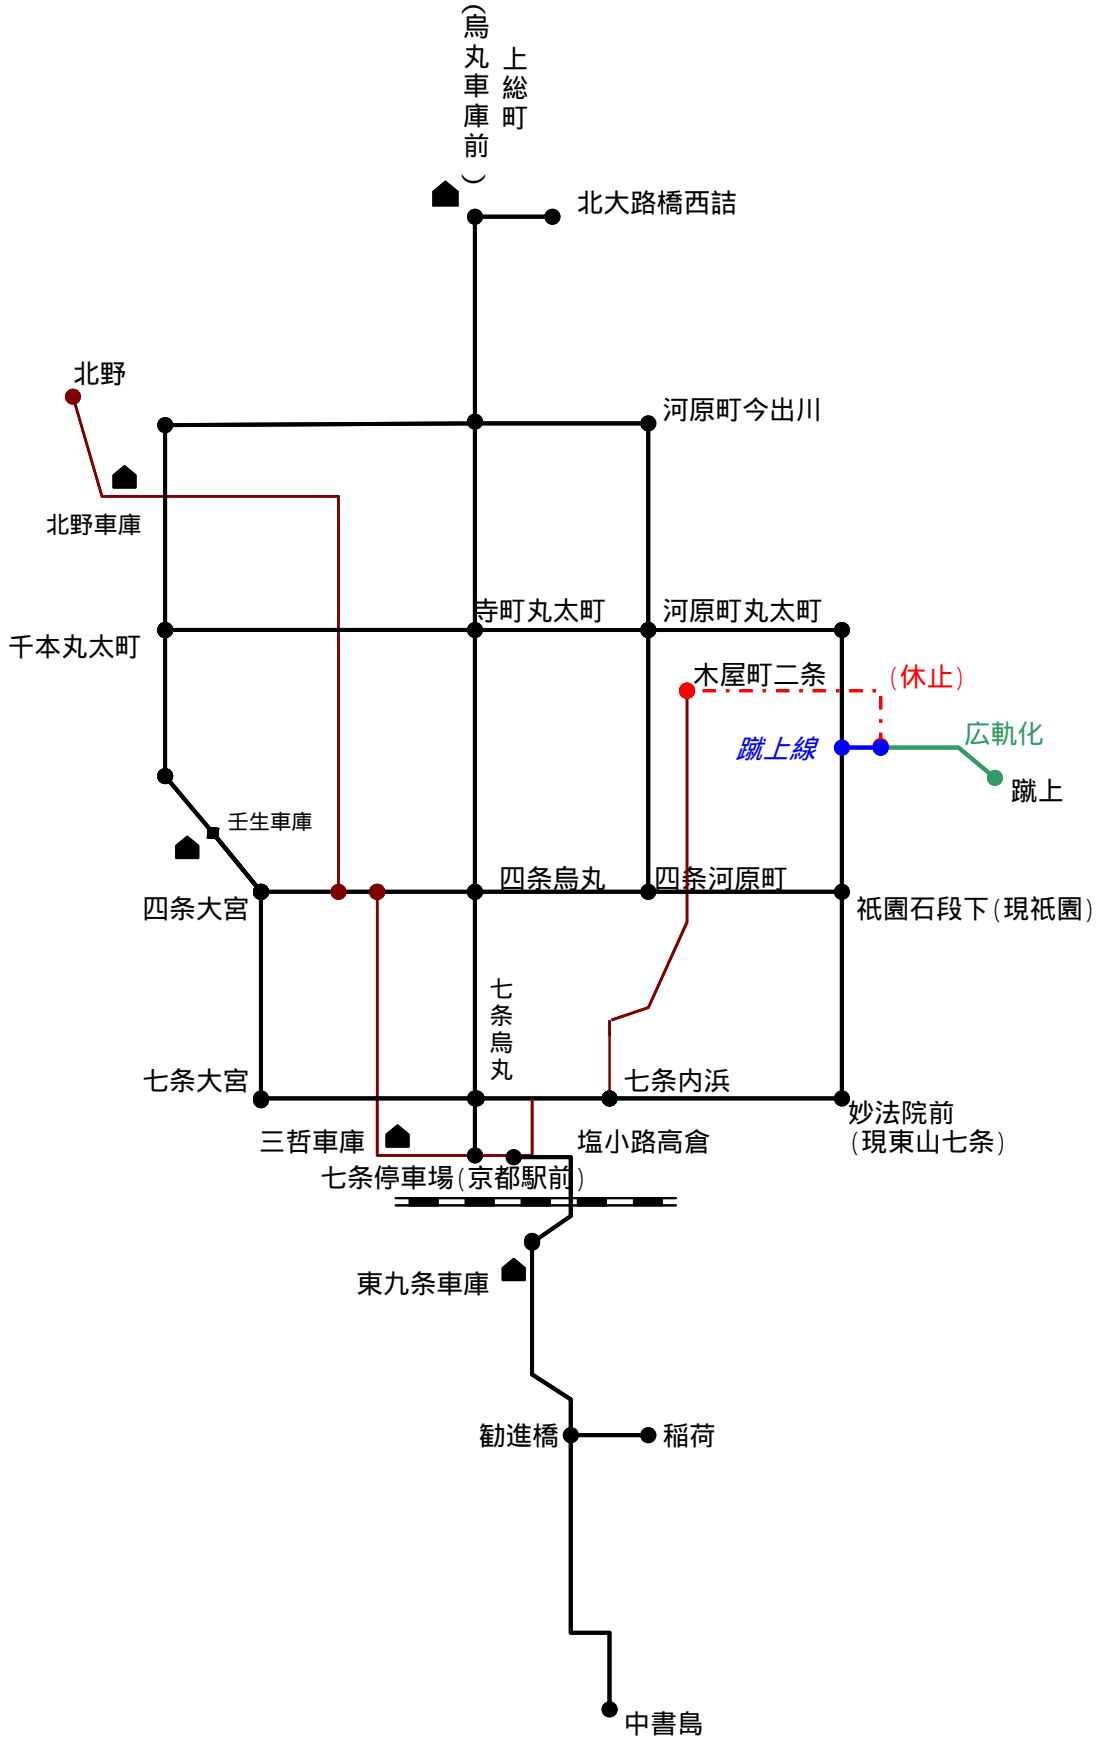 上総町
(烏丸車庫前)
北大路橋西詰
北野
河原町今出川
北野車庫
寺町丸太町
河原町丸太町
千本丸太町
木屋町二条
(休止)
蹴上線
広軌化
蹴上
壬生車庫
四条烏丸
四条河原町
四条大宮
祇園石段下(現祇園)
七条烏丸
七条大宮
七条内浜
妙法院前
(現東山七条)
三哲車庫
塩小路高倉
七条停車場(京都駅前)
東九条車庫
勧進橋
稲荷
中書島